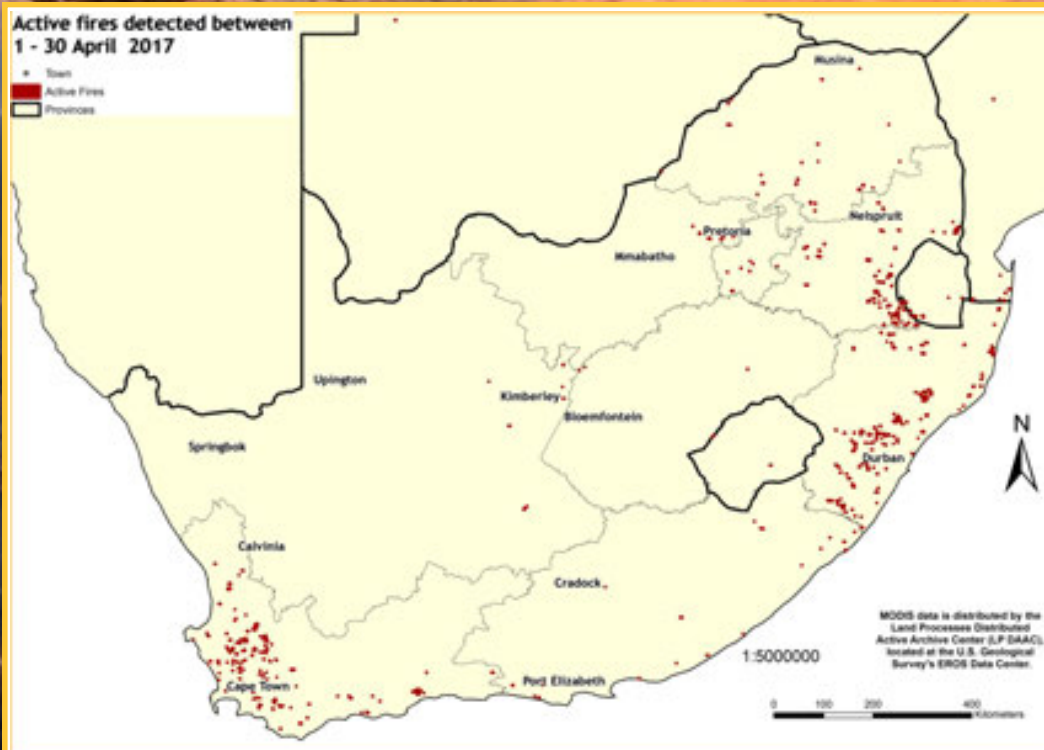 Active fires detected between
1 - 30 April 2017
Town
Active Fires
Provinces
Musina
Nelspruit
Pretoria
Mmabatho
Upington
Kimberley
Bloemfontein
Springbok
Durban
N
Calvinia
Cradock
MODIS data is distributed by the
Land Processes Distributed
Active Archive Center (LP DAAC),
located at the U.S. Geological
Survey's EROS Data Center.
1:5000000
Cape Town
Port Elizabeth
0 100 200 400
Kilometers